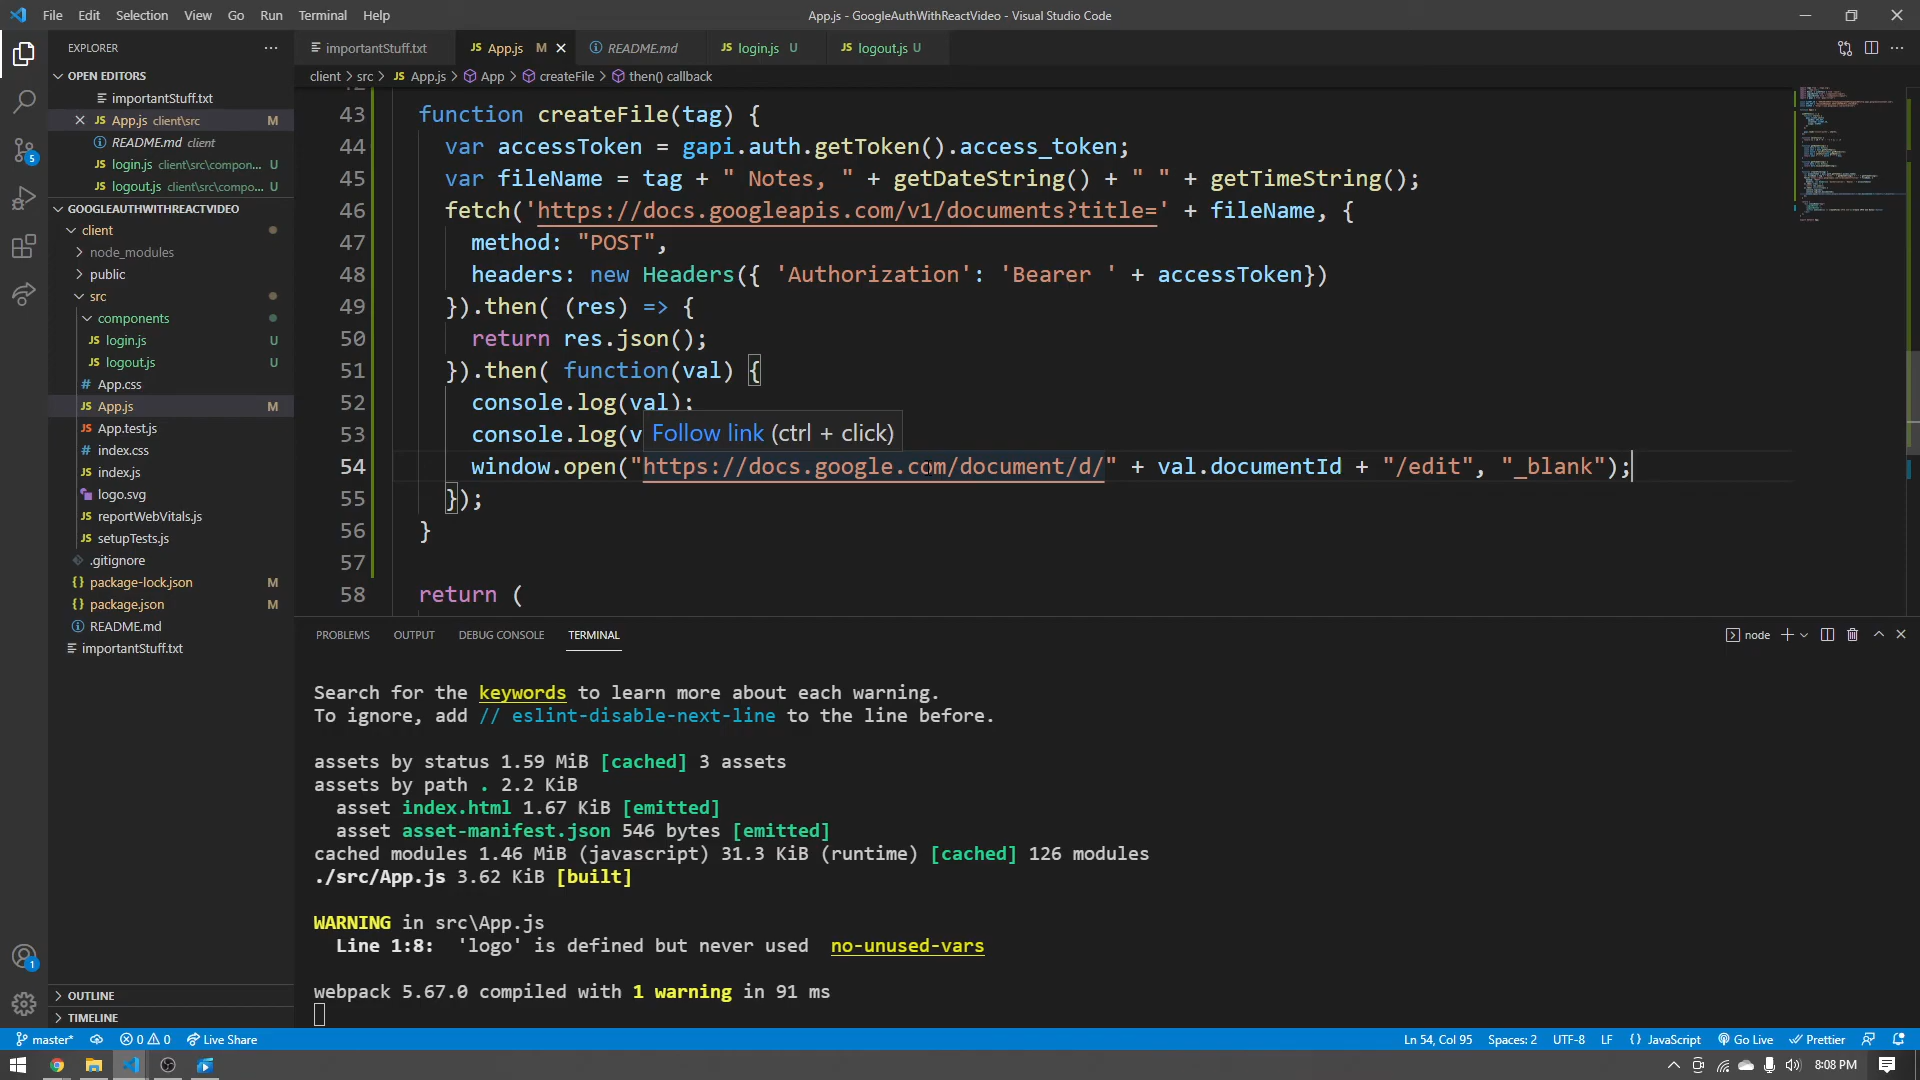 File Edit Selection View Go Run Terminal Help
App.js - GoogleAuthWithReactVideo - Visual Studio Code
EXPLORER
OPEN EDITORS
importantStuff.txt
App.js client\src M
README.md client
login.js client\src\compon... U
logout.js client\src\compo... U
GOOGLEAUTHWITHREACTVIDEO
client
node_modules
public
src
components
login.js U
logout.js U
App.css
App.js M
App.test.js
index.css
index.js
logo.svg
reportWebVitals.js
setupTests.js
.gitignore
package-lock.json M
package.json M
README.md
importantStuff.txt
OUTLINE
TIMELINE
5
1
importantStuff.txt App.js M README.md login.js U logout.js U
client > src > App.js > App > createFile > then() callback
43 function createFile(tag) {
44 var accessToken = gapi.auth.getToken().access_token;
45 var fileName = tag + " Notes, " + getDateString() + " " + getTimeString();
46 fetch('https://docs.googleapis.com/v1/documents?title=' + fileName, {
47 method: "POST",
48 headers: new Headers({ 'Authorization': 'Bearer ' + accessToken})
49 }).then( (res) => {
50 return res.json();
51 }).then( function(val) {
52 console.log(val);
53 console.log(v
Follow link (ctrl + click)
54 window.open("https://docs.google.com/document/d/" + val.documentId + "/edit", "_blank");
55 });
56 }
57
58 return (
PROBLEMS OUTPUT DEBUG CONSOLE TERMINAL
node
Search for the keywords to learn more about each warning.
To ignore, add // eslint-disable-next-line to the line before.
assets by status 1.59 MiB [cached] 3 assets
assets by path . 2.2 KiB
asset index.html 1.67 KiB [emitted]
asset asset-manifest.json 546 bytes [emitted]
cached modules 1.46 MiB (javascript) 31.3 KiB (runtime) [cached] 126 modules
./src/App.js 3.62 KiB [built]
WARNING in src\App.js
Line 1:8: 'logo' is defined but never used no-unused-vars
webpack 5.67.0 compiled with 1 warning in 91 ms
master* 0 0 Live Share
Ln 54, Col 95 Spaces: 2 UTF-8 LF {} JavaScript Go Live Prettier
8:08 PM